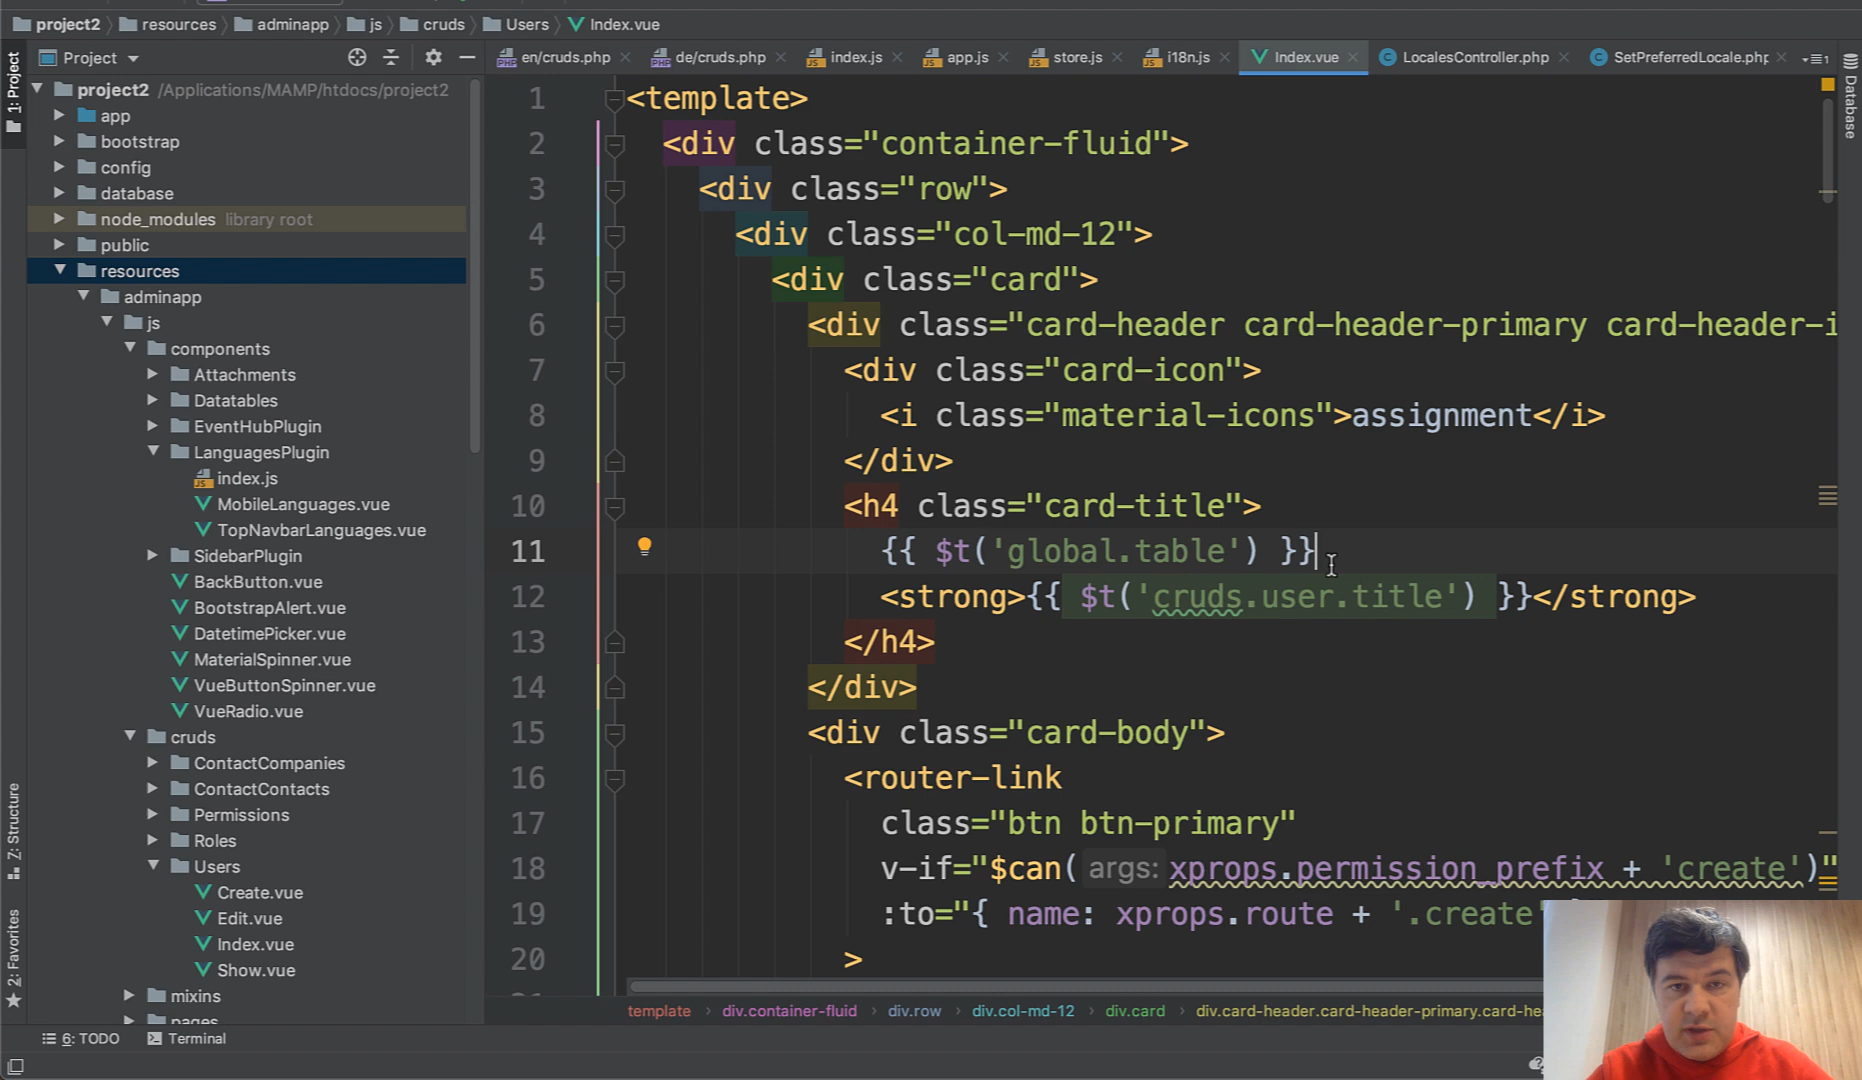 project2 resources adminapp js cruds Users Index.vue
Project
en/cruds.php de/cruds.php index.js app.js store.js i18n.js Index.vue LocalesController.php SetPreferredLocale.php
1: Project
Database
project2 /Applications/MAMP/htdocs/project2
app
bootstrap
config
database
node_modules library root
public
resources
adminapp
js
components
Attachments
Datatables
EventHubPlugin
LanguagesPlugin
index.js
MobileLanguages.vue
TopNavbarLanguages.vue
SidebarPlugin
BackButton.vue
BootstrapAlert.vue
DatetimePicker.vue
MaterialSpinner.vue
VueButtonSpinner.vue
VueRadio.vue
cruds
ContactCompanies
ContactContacts
Permissions
Roles
Users
Create.vue
Edit.vue
Index.vue
Show.vue
mixins
pages
Z: Structure
2: Favorites
1 <template>
2 <div class="container-fluid">
3 <div class="row">
4 <div class="col-md-12">
5 <div class="card">
6 <div class="card-header card-header-primary card-header-i
7 <div class="card-icon">
8 <i class="material-icons">assignment</i>
9 </div>
10 <h4 class="card-title">
11 {{ $t('global.table') }}
12 <strong>{{ $t('cruds.user.title') }}</strong>
13 </h4>
14 </div>
15 <div class="card-body">
16 <router-link
17 class="btn btn-primary"
18 v-if="$can( args: xprops.permission_prefix + 'create')"
19 :to="{ name: xprops.route + '.create'
20 >
template div.container-fluid div.row div.col-md-12 div.card div.card-header.card-header-primary.card-he
6: TODO Terminal